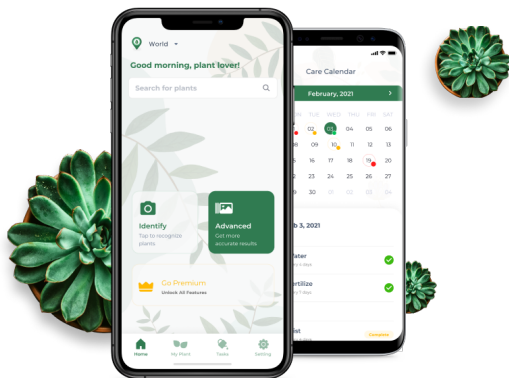 World
Good morning, plant lover!
Search for plants
Identify
Tap to recognize
plants
Advanced
Get more
accurate results
Go Premium
Unlock All Features
Home
My Plant
Tasks
Setting
Care Calendar
February, 2021
TUE WED THU FRI SAT
02 03 04 05 06
09 10 11 12 13
16 17 18 19 20
23 24 25 26 27
30 01 02 03 04
3, 2021
7 days
Complete